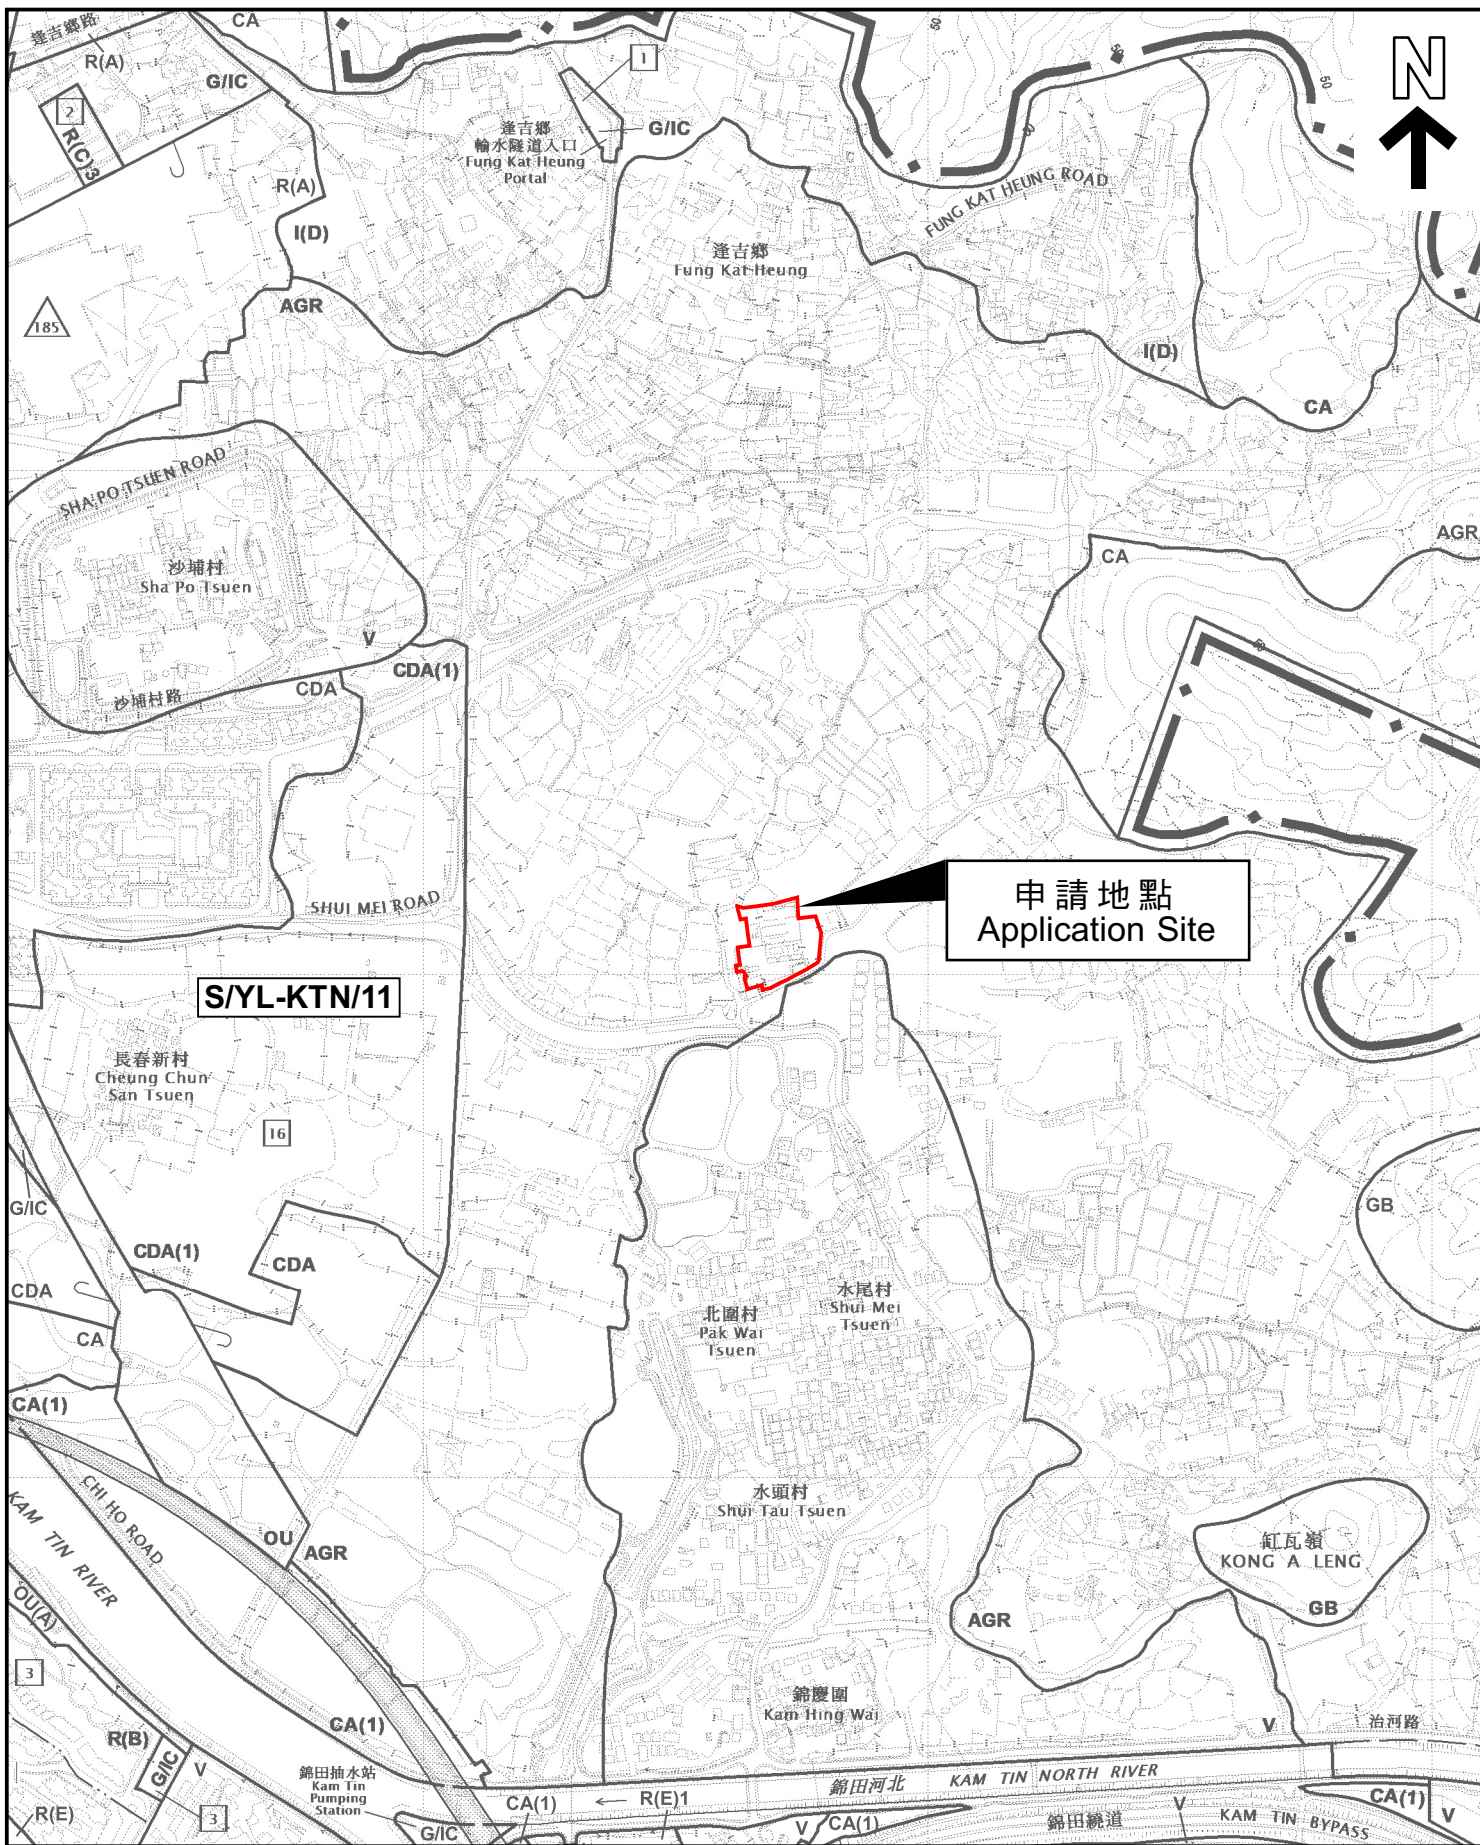 逢吉鄉路
R(A)
CA
G/IC
2
R(C)3
R(A)
I(D)
AGR
185
1
逢吉鄉
輸水隧道入口
Fung Kat Heung
Portal
G/IC
逢吉鄉
Fung Kat Heung
FUNG KAT HEUNG ROAD
50
50
50
50
N
I(D)
CA
AGR
CA
50
SHA PO TSUEN ROAD
沙埔村
Sha Po Tsuen
V
沙埔村路
CDA
CDA(1)
SHUI MEI ROAD
申請地點
Application Site
S/YL-KTN/11
長春新村
Cheung Chun
San Tsuen
16
G/IC
CDA
CDA(1)
CDA
CA
CA(1)
GB
水尾村
Shui Mei
Tsuen
北圍村
Pak Wai
Tsuen
水頭村
Shui Tau Tsuen
CHI HO ROAD
KAM TIN RIVER
OU
AGR
OU(A)
缸瓦嶺
KONG A LENG
GB
AGR
3
R(B)
G/IC
V
3
R(E)
CA(1)
錦慶圍
Kam Hing Wai
V
治河路
錦田抽水站
Kam Tin
Pumping
Station
G/IC
CA(1)
R(E)1
錦田河北
KAM TIN NORTH RIVER
V
CA(1)
錦田繞道
V
KAM TIN BYPASS
CA(1)
V